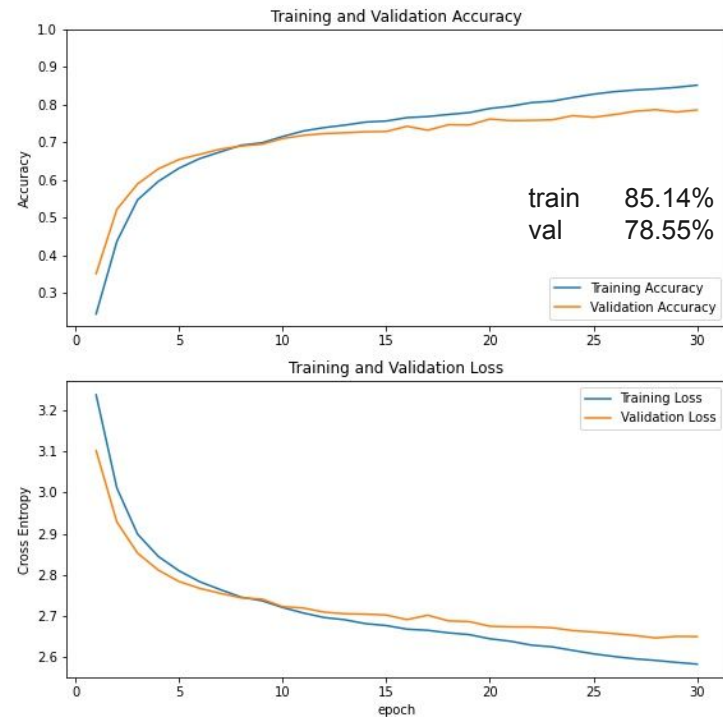 Training and Validation Accuracy
1.0
0.9
0.8
0.7
0.6
0.5
0.4
0.3
Accuracy
train 85.14%
val 78.55%
Training Accuracy
Validation Accuracy
0 5 10 15 20 25 30
Training and Validation Loss
3.2
3.1
3.0
2.9
2.8
2.7
2.6
Cross Entropy
Training Loss
Validation Loss
0 5 10 15 20 25 30
epoch